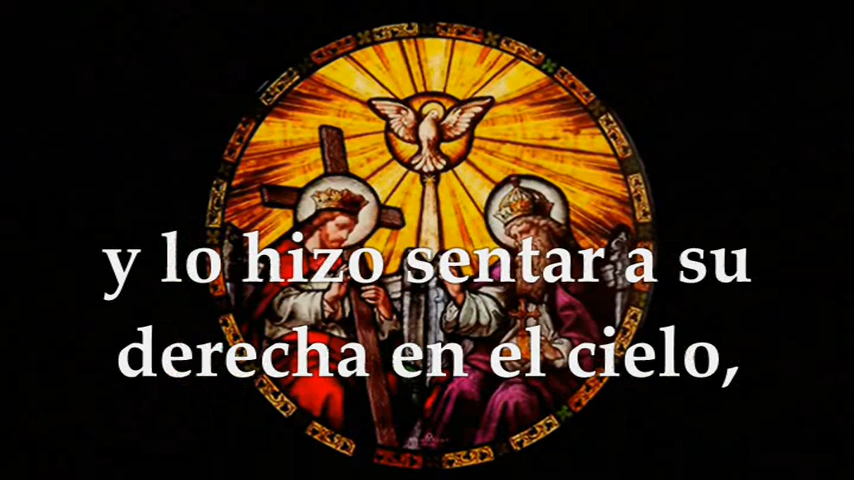 y lo hizo sentar a su
derecha en el cielo,